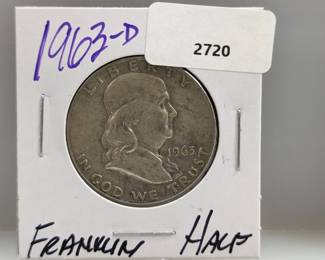 1963-D
2720
LIBERTY
1963
IN GOD WE TRUST
FRANKLIN HALF